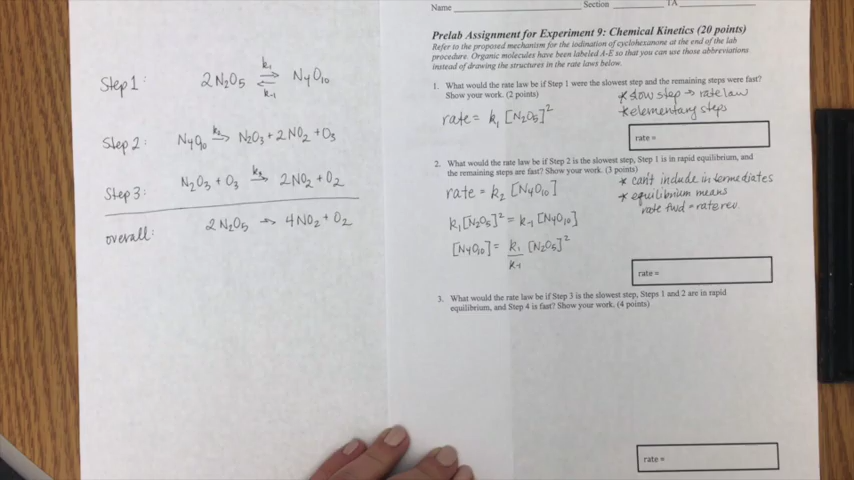 Step 1: 2N₂O₅ k₁ ⇌ k₋₁ N₄O₁₀
Step 2: N₄O₁₀ k₂→ N₂O₃ + 2NO₂ + O₃
Step 3: N₂O₃ + O₃ k₃→ 2NO₂ + O₂
overall: 2N₂O₅ → 4NO₂ + O₂
Name Section TA
Prelab Assignment for Experiment 9: Chemical Kinetics (20 points)
Refer to the proposed mechanism for the iodination of cyclohexanone at the end of the lab
procedure. Organic molecules have been labeled A-E so that you can use those abbreviations
instead of drawing the structures in the rate laws below.
1. What would the rate law be if Step 1 were the slowest step and the remaining steps were fast?
Show your work. (2 points)
* slow step → rate law
* elementary steps
rate = k₁ [N₂O₅]²
rate =
2. What would the rate law be if Step 2 is the slowest step, Step 1 is in rapid equilibrium, and
the remaining steps are fast? Show your work. (3 points)
* can't include intermediates
* equilibrium means
rate fwd = rate rev.
rate = k₂ [N₄O₁₀]
k₁[N₂O₅]² = k₋₁ [N₄O₁₀]
[N₄O₁₀] = k₁/k₋₁ [N₂O₅]²
rate =
3. What would the rate law be if Step 3 is the slowest step, Steps 1 and 2 are in rapid
equilibrium, and Step 4 is fast? Show your work. (4 points)
rate =